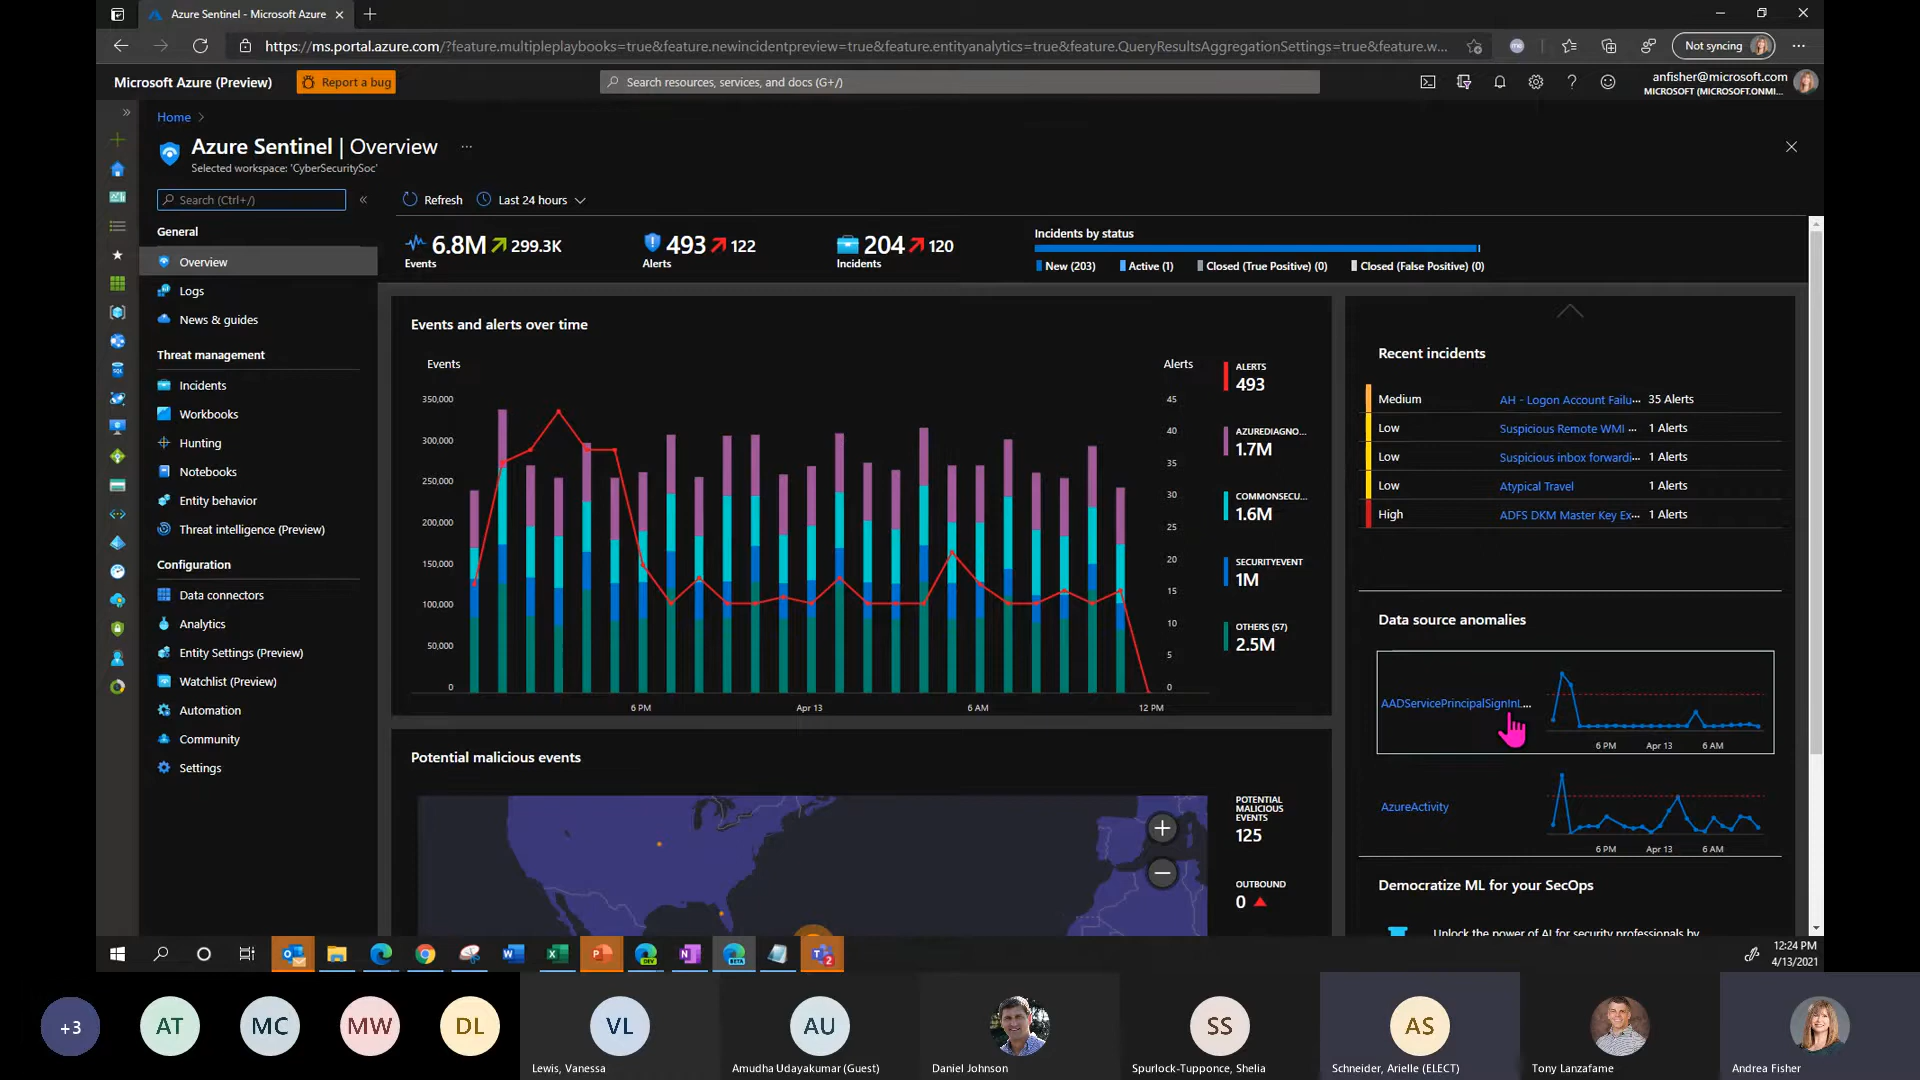 Azure Sentinel - Microsoft Azure
https://ms.portal.azure.com/?feature.multipleplaybooks=true&feature.newincidentpreview=true&feature.entityanalytics=true&feature.QueryResultsAggregationSettings=true&feature.w...
Not syncing
Microsoft Azure (Preview)
Report a bug
Search resources, services, and docs (G+/)
anfisher@microsoft.com
MICROSOFT (MICROSOFT.ONMI...
Home
Azure Sentinel | Overview
Selected workspace: 'CyberSecuritySoc'
Search (Ctrl+/)
Refresh
Last 24 hours
General
Overview
Logs
News & guides
Threat management
Incidents
Workbooks
Hunting
Notebooks
Entity behavior
Threat intelligence (Preview)
Configuration
Data connectors
Analytics
Entity Settings (Preview)
Watchlist (Preview)
Automation
Community
Settings
6.8M 299.3K
Events
493 122
Alerts
204 120
Incidents
Incidents by status
New (203) Active (1) Closed (True Positive) (0) Closed (False Positive) (0)
Events and alerts over time
Events
350,000
300,000
250,000
200,000
150,000
100,000
50,000
0
Alerts
45
40
35
30
25
20
15
10
5
0
6 PM Apr 13 6 AM 12 PM
ALERTS
493
AZUREDIAGNO...
1.7M
COMMONSECU...
1.6M
SECURITYEVENT
1M
OTHERS (57)
2.5M
Potential malicious events
POTENTIAL
MALICIOUS
EVENTS
125
OUTBOUND
0
Recent incidents
Medium AH - Logon Account Failu... 35 Alerts
Low Suspicious Remote WMI ... 1 Alerts
Low Suspicious inbox forwardi... 1 Alerts
Low Atypical Travel 1 Alerts
High ADFS DKM Master Key Ex... 1 Alerts
Data source anomalies
AADServicePrincipalSignInL...
6 PM Apr 13 6 AM
AzureActivity
6 PM Apr 13 6 AM
Democratize ML for your SecOps
Unlock the power of AI for security professionals by
DEV
BETA
2
12:24 PM
4/13/2021
+3
AT
MC
MW
DL
VL
Lewis, Vanessa
AU
Amudha Udayakumar (Guest)
Daniel Johnson
SS
Spurlock-Tupponce, Shelia
AS
Schneider, Arielle (ELECT)
Tony Lanzafame
Andrea Fisher